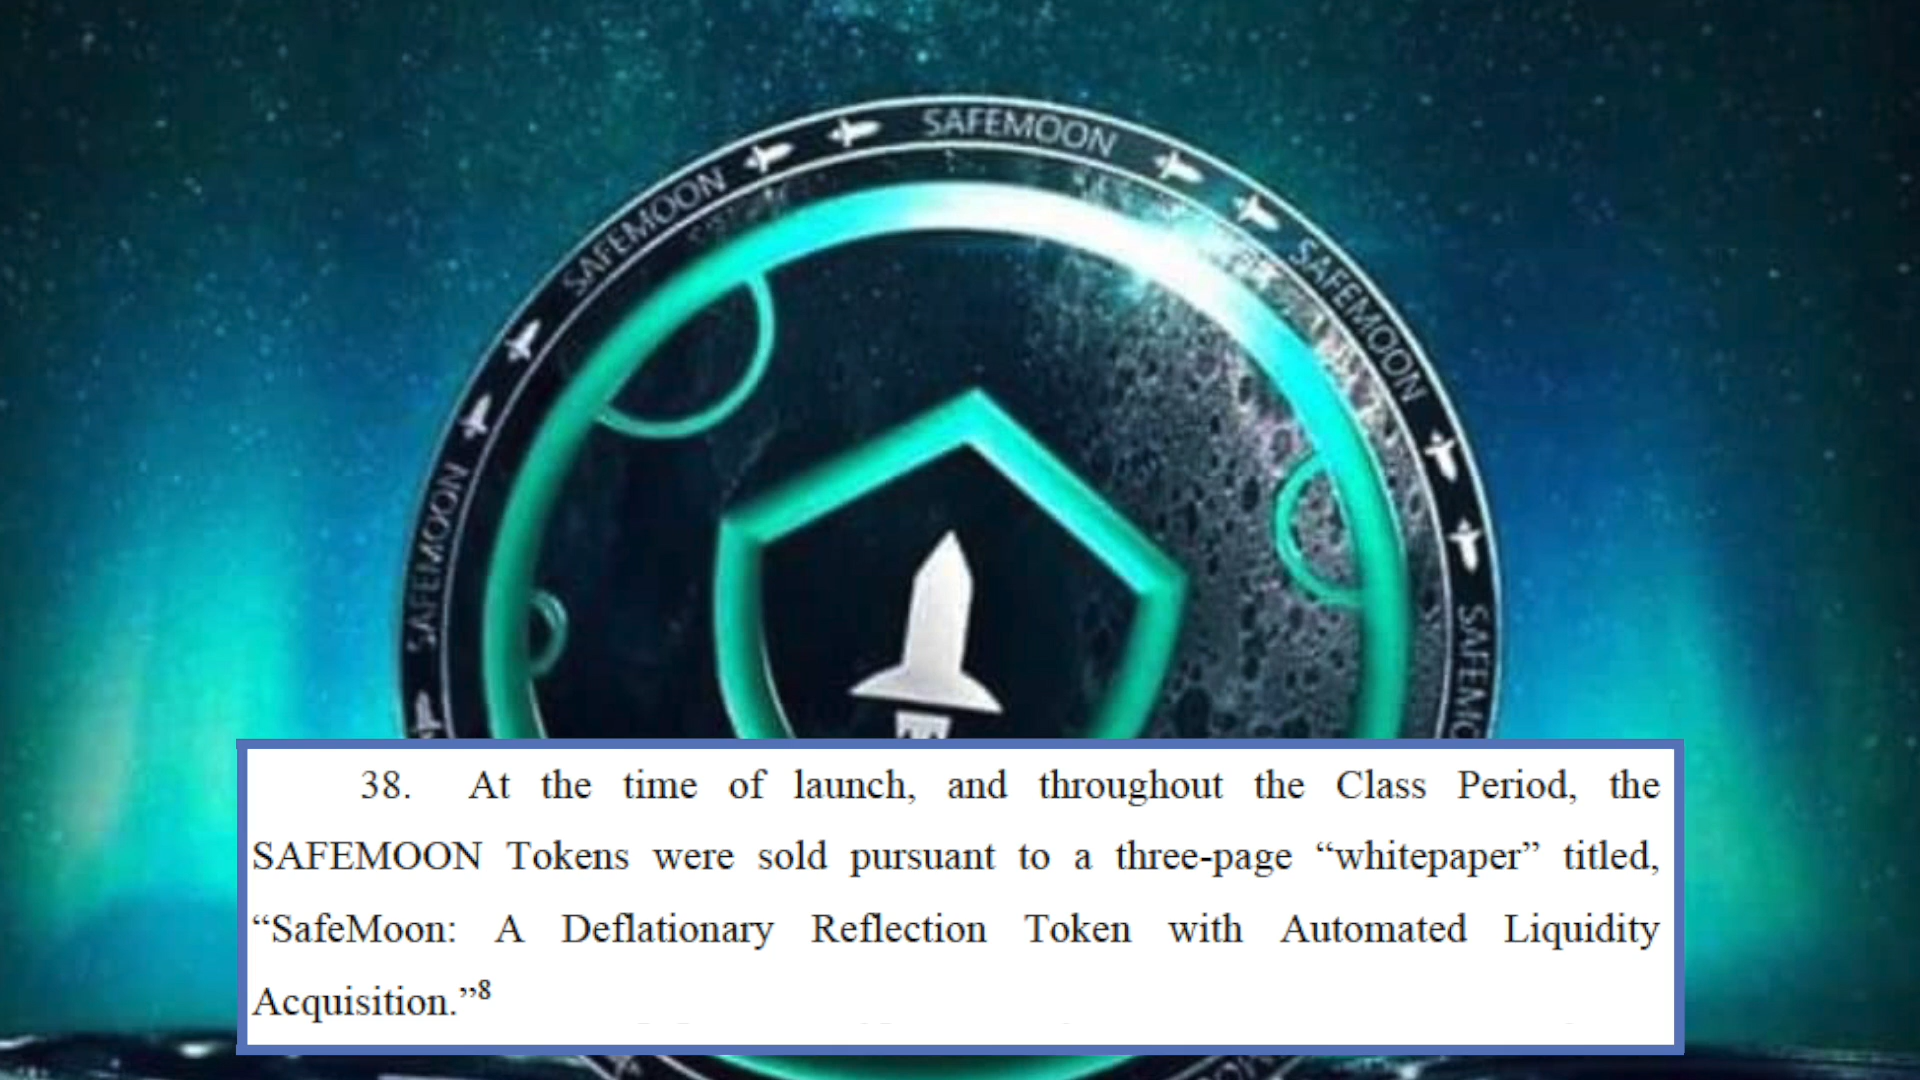 SAFEMOON
SAFEMOON
SAFEMOON
SAFEMOON
SAFEMO
38. At the time of launch, and throughout the Class Period, the
SAFEMOON Tokens were sold pursuant to a three-page “whitepaper” titled,
“SafeMoon: A Deflationary Reflection Token with Automated Liquidity
Acquisition.”⁸